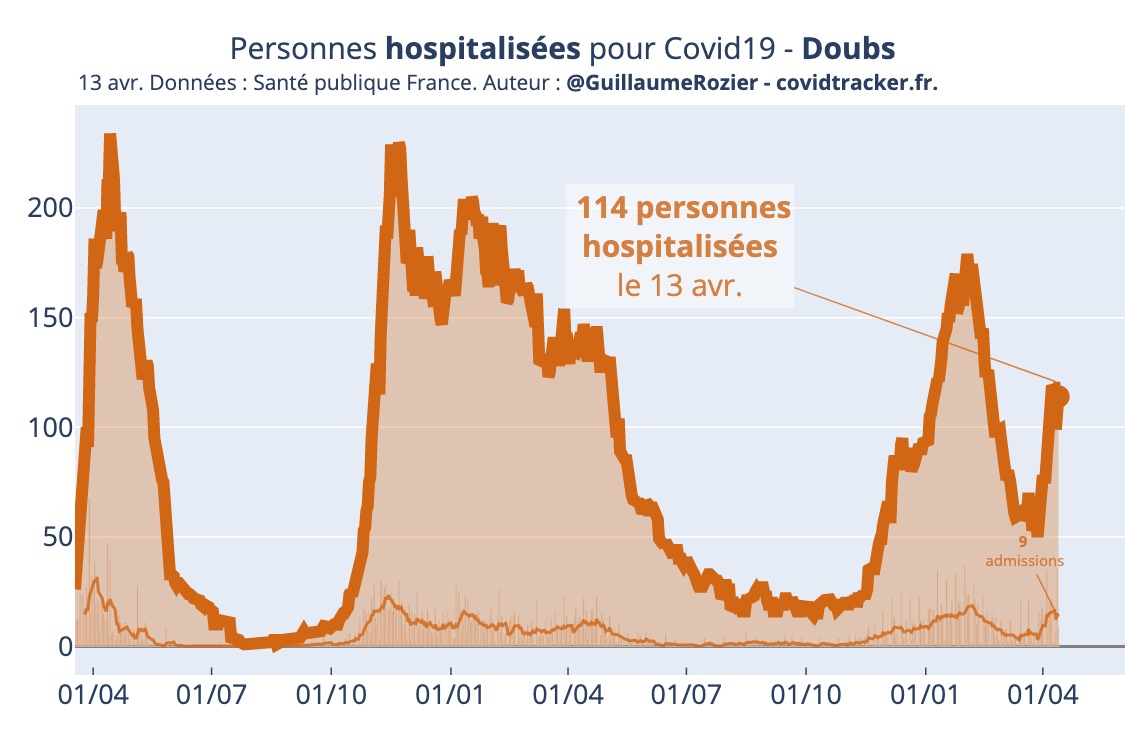 Personnes hospitalisées pour Covid19 - Doubs
13 avr. Données : Santé publique France. Auteur : @GuillaumeRozier - covidtracker.fr.
200
150
100
50
0
114 personnes
hospitalisées
le 13 avr.
9
admissions
01/04
01/07
01/10
01/01
01/04
01/07
01/10
01/01
01/04